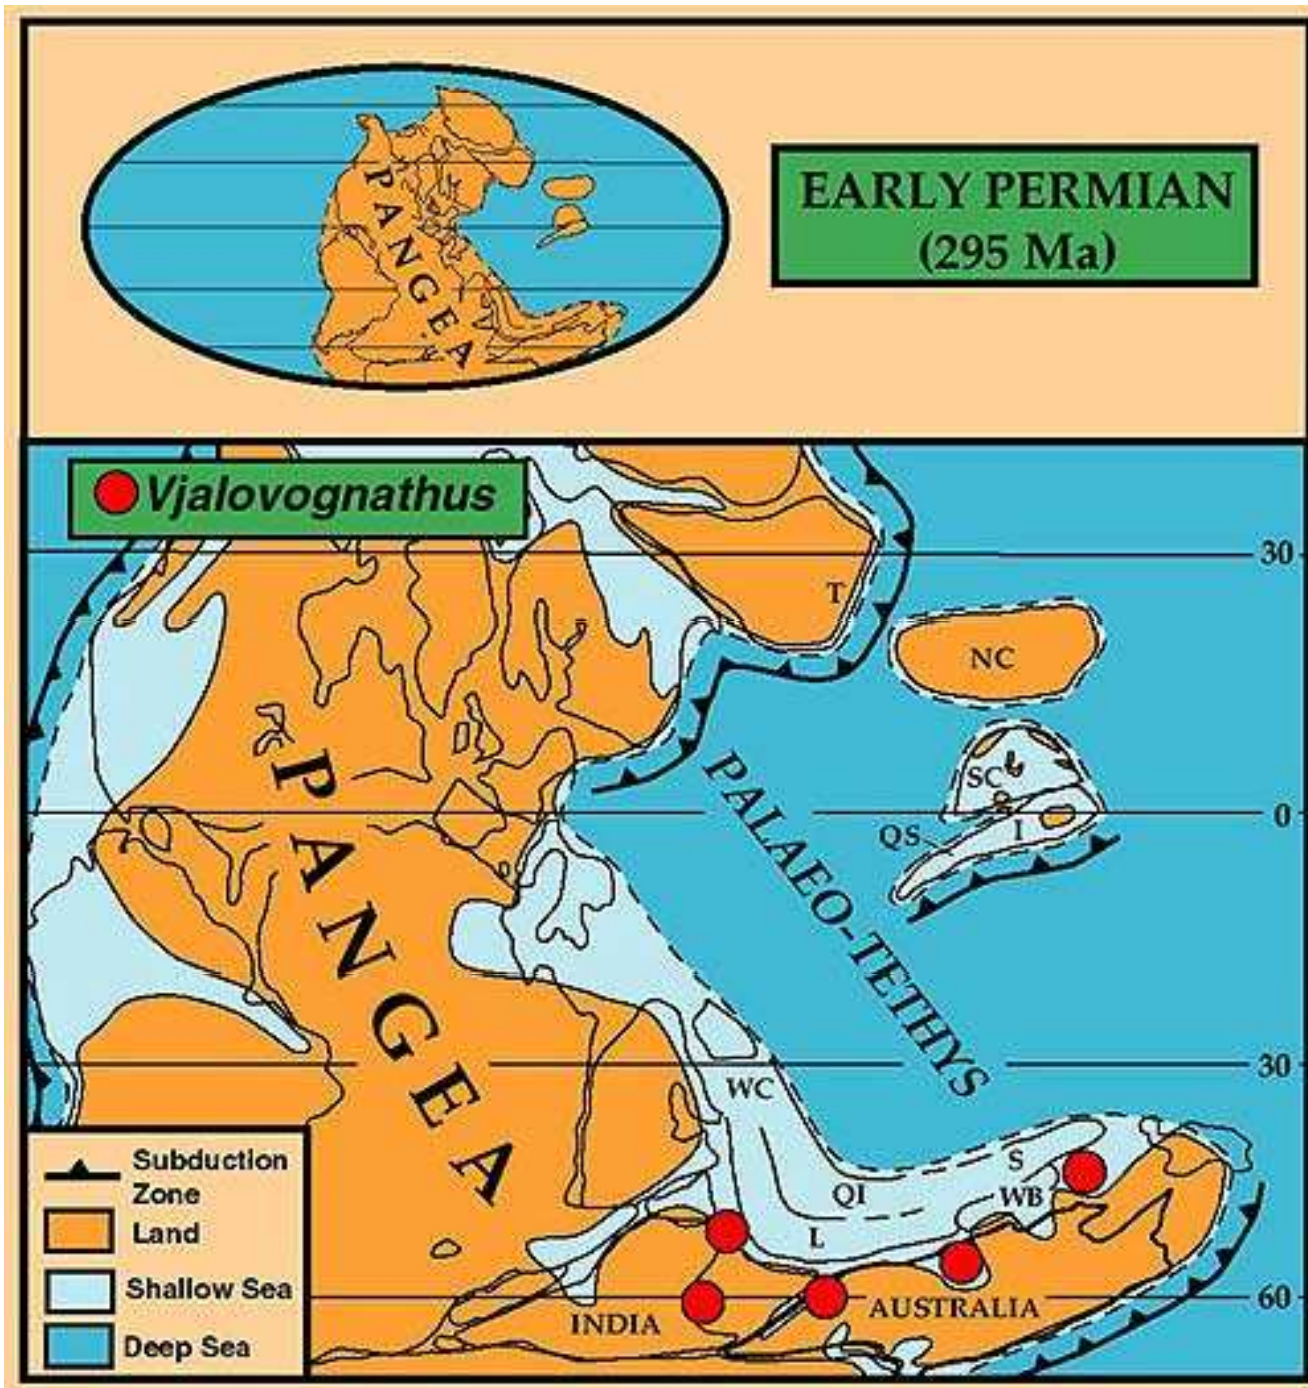 PANGEA
EARLY PERMIAN
(295 Ma)
Vjalovognathus
30
T
NC
PANGEA
PALAEO-TETHYS
SC
0
I
QS
30
WC
S
QI
WB
L
60
INDIA
AUSTRALIA
Subduction
Zone
Land
Shallow Sea
Deep Sea